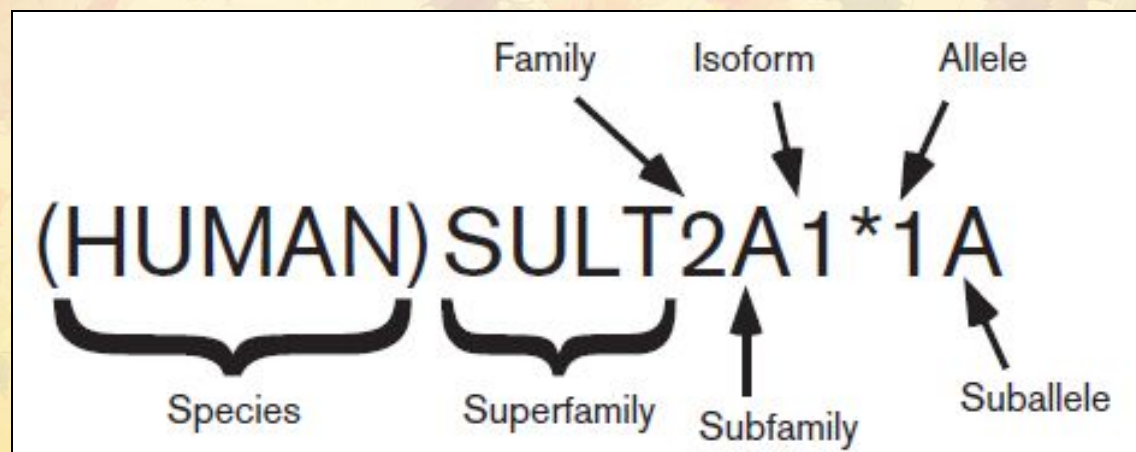 Family Isoform Allele
(HUMAN)SULT2A1*1A
Species Superfamily Subfamily Suballele